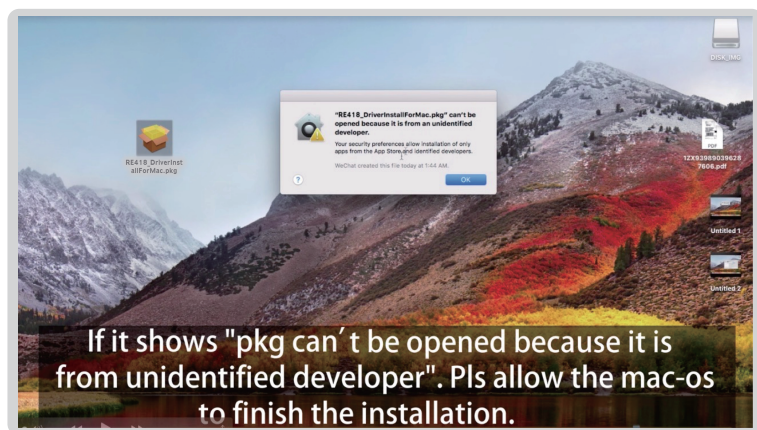 DISK_IMG
"RE418_DriverInstallForMac.pkg" can't be
opened because it is from an unidentified
developer.
Your security preferences allow installation of only
apps from the App Store and identified developers.
WeChat created this file today at 1:44 AM.
?
OK
RE418_DriverInst
allForMac.pkg
PDF
1ZX93989039628
7606.pdf
Untitled 1
Untitled 2
If it shows "pkg can't be opened because it is
from unidentified developer". Pls allow the mac-os
to finish the installation.